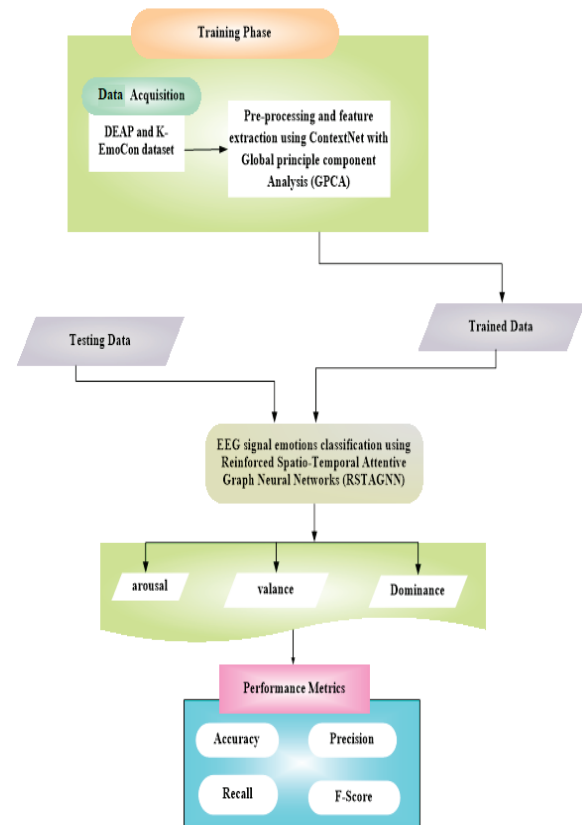 Training Phase
Data Acquisition
DEAP and K-
EmoCon dataset
Pre-processing and feature
extraction using ContextNet with
Global principle component
Analysis (GPCA)
Testing Data
Trained Data
EEG signal emotions classification using
Reinforced Spatio-Temporal Attentive
Graph Neural Networks (RSTAGNN)
arousal
valance
Dominance
Performance Metrics
Accuracy
Precision
Recall
F-Score